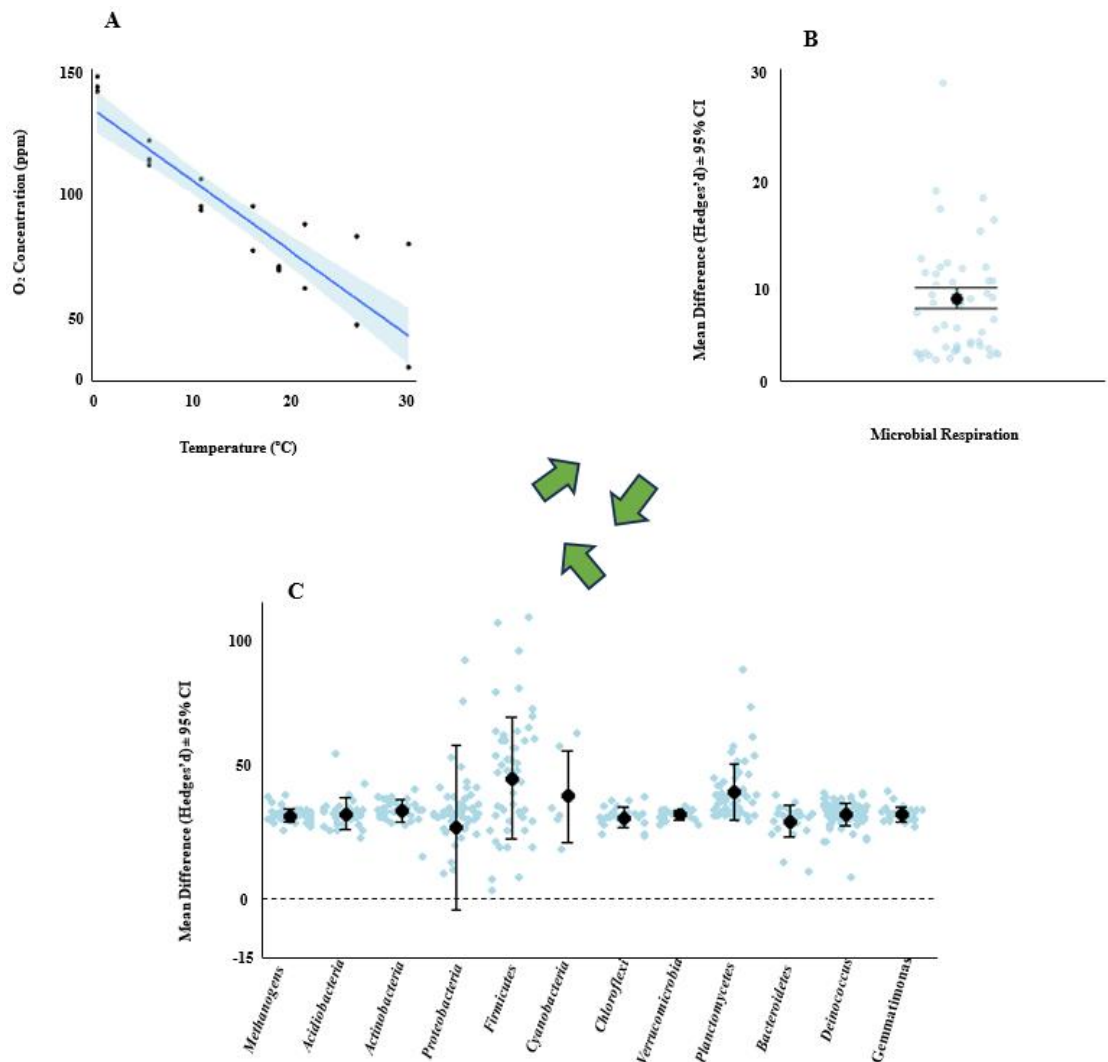 A
150
100
50
0
O₂ Concentration (ppm)
0 10 20 30
Temperature (°C)
B
30
20
10
0
Mean Difference (Hedges'd) ± 95% CI
Microbial Respiration
C
100
50
0
-15
Mean Difference (Hedges'd) ± 95% CI
Methanogens
Acidiobacteria
Actinobacteria
Proteobacteria
Firmicutes
Cyanobacteria
Chloroflexi
Verrucomicrobia
Planctomycetes
Bacteroidetes
Deinococcus
Gemmatimonas